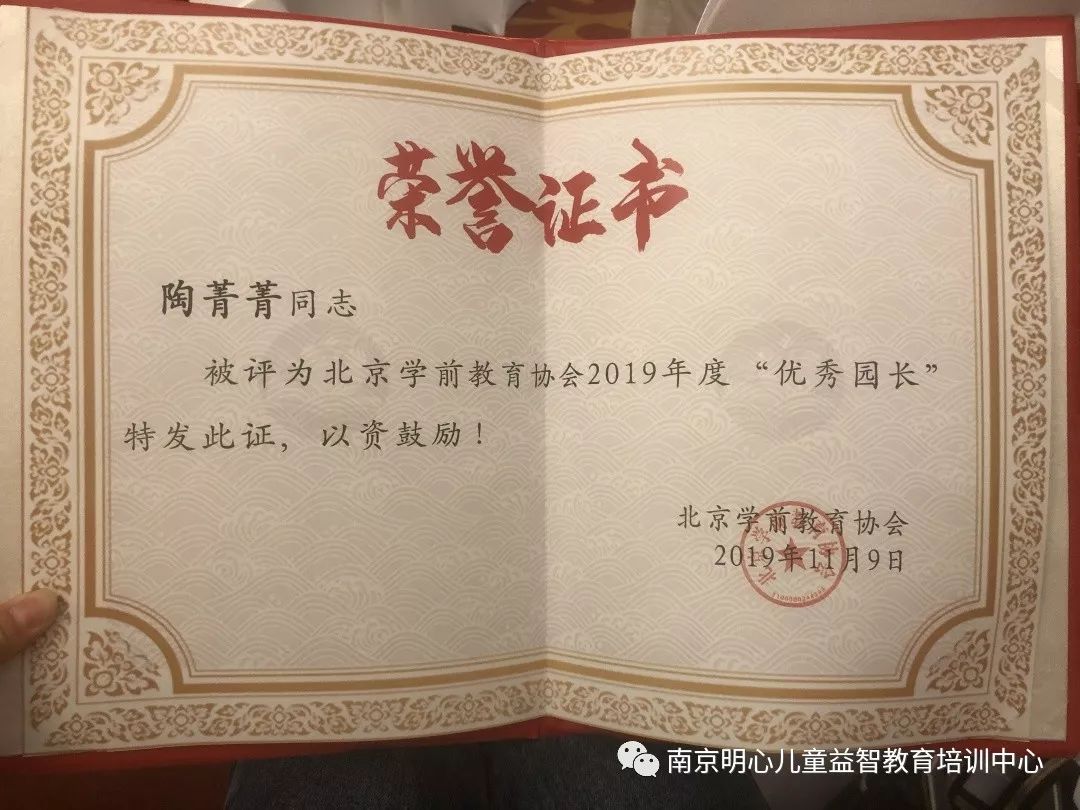 荣誉证书
陶菁菁同志
被评为北京学前教育协会2019年度“优秀园长”
特发此证，以资鼓励！
北京学前教育协会
2019年11月9日
南京明心儿童益智教育培训中心